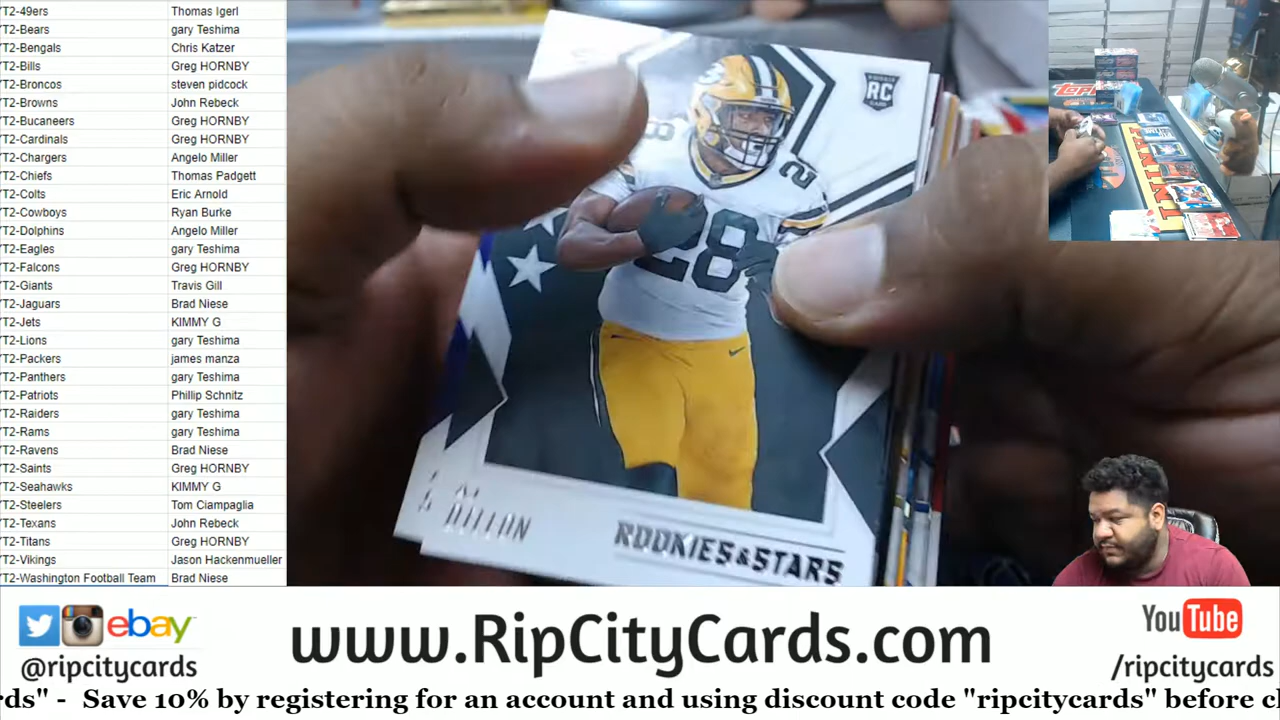 T2-49ers Thomas Igerl
T2-Bears gary Teshima
T2-Bengals Chris Katzer
T2-Bills Greg HORNBY
T2-Broncos steven pidcock
T2-Browns John Rebeck
T2-Bucaneers Greg HORNBY
T2-Cardinals Greg HORNBY
T2-Chargers Angelo Miller
T2-Chiefs Thomas Padgett
T2-Colts Eric Arnold
T2-Cowboys Ryan Burke
T2-Dolphins Angelo Miller
T2-Eagles gary Teshima
T2-Falcons Greg HORNBY
T2-Giants Travis Gill
T2-Jaguars Brad Niese
T2-Jets KIMMY G
T2-Lions gary Teshima
T2-Packers james manza
T2-Panthers gary Teshima
T2-Patriots Phillip Schnitz
T2-Raiders gary Teshima
T2-Rams gary Teshima
T2-Ravens Brad Niese
T2-Saints Greg HORNBY
T2-Seahawks KIMMY G
T2-Steelers Tom Ciampaglia
T2-Texans John Rebeck
T2-Titans Greg HORNBY
T2-Vikings Jason Hackenmueller
T2-Washington Football Team Brad Niese
RC
28
28
DILLON
ROOKIES & STARS
Topps
PANINI
ebay
@ripcitycards
www.RipCityCards.com
YouTube
/ripcitycards
rds" - Save 10% by registering for an account and using discount code "ripcitycards" before c